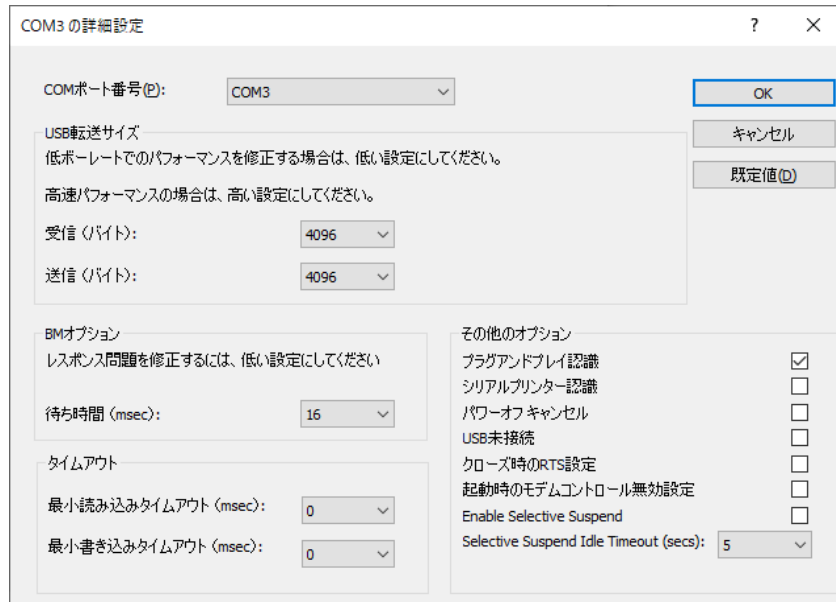 COM3 の詳細設定
COMポート番号(P):
COM3
OK
キャンセル
既定値(D)
USB転送サイズ
低ボーレートでのパフォーマンスを修正する場合は、低い設定にしてください。
高速パフォーマンスの場合は、高い設定にしてください。
受信 (バイト):
4096
送信 (バイト):
4096
BMオプション
レスポンス問題を修正するには、低い設定にしてください
待ち時間 (msec):
16
タイムアウト
最小読み込みタイムアウト (msec):
0
最小書き込みタイムアウト (msec):
0
その他のオプション
プラグアンドプレイ認識
シリアルプリンター認識
パワーオフ キャンセル
USB未接続
クローズ時のRTS設定
起動時のモデムコントロール無効設定
Enable Selective Suspend
Selective Suspend Idle Timeout (secs):
5